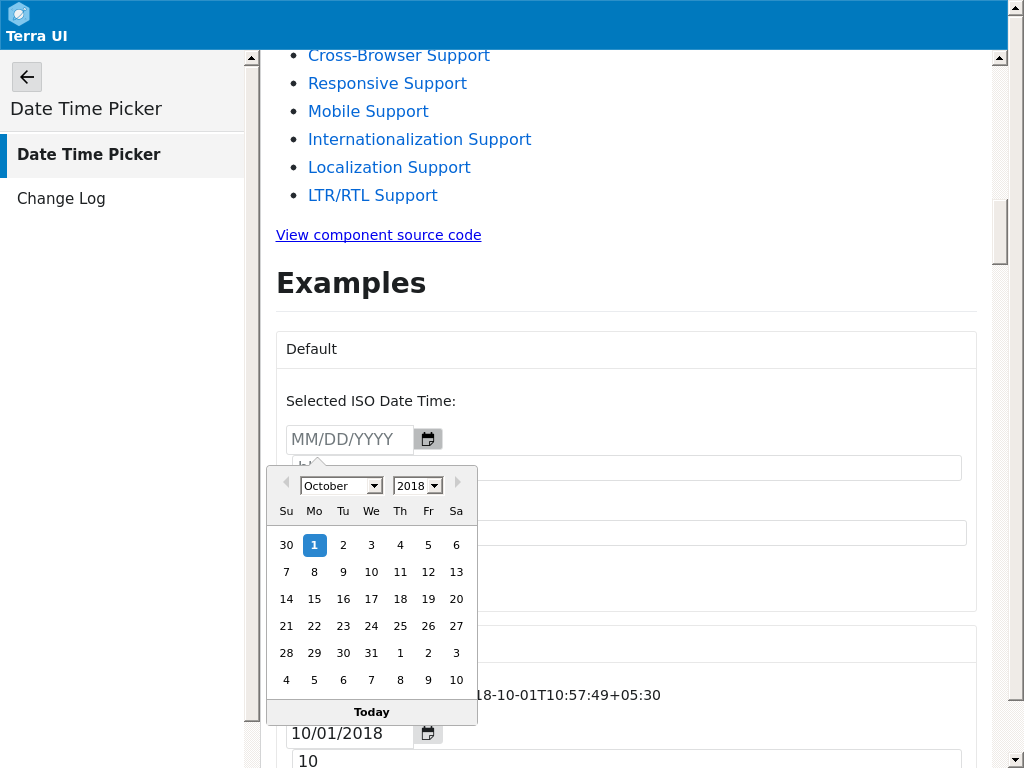 Terra UI
Date Time Picker
Date Time Picker
Change Log
Cross-Browser Support
Responsive Support
Mobile Support
Internationalization Support
Localization Support
LTR/RTL Support
View component source code
Examples
Default
Selected ISO Date Time:
MM/DD/YYYY
October 2018
Su Mo Tu We Th Fr Sa
30 1 2 3 4 5 6
7 8 9 10 11 12 13
14 15 16 17 18 19 20
21 22 23 24 25 26 27
28 29 30 31 1 2 3
4 5 6 7 8 9 10
Today
18-10-01T10:57:49+05:30
10/01/2018
10